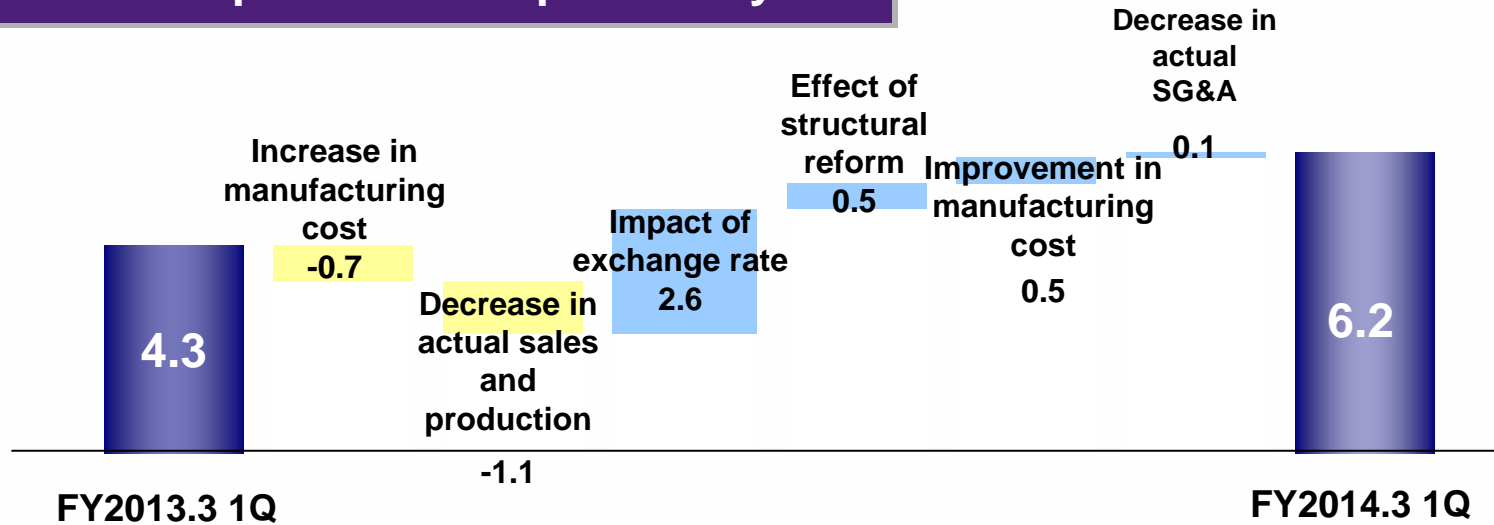 Decrease in
actual
SG&A
0.1
Effect of
structural
reform
0.5
Increase in
manufacturing
cost
-0.7
Improvement in
manufacturing
cost
0.5
Impact of
exchange rate
2.6
Decrease in
actual sales
and
production
-1.1
4.3
6.2
FY2013.3 1Q
FY2014.3 1Q